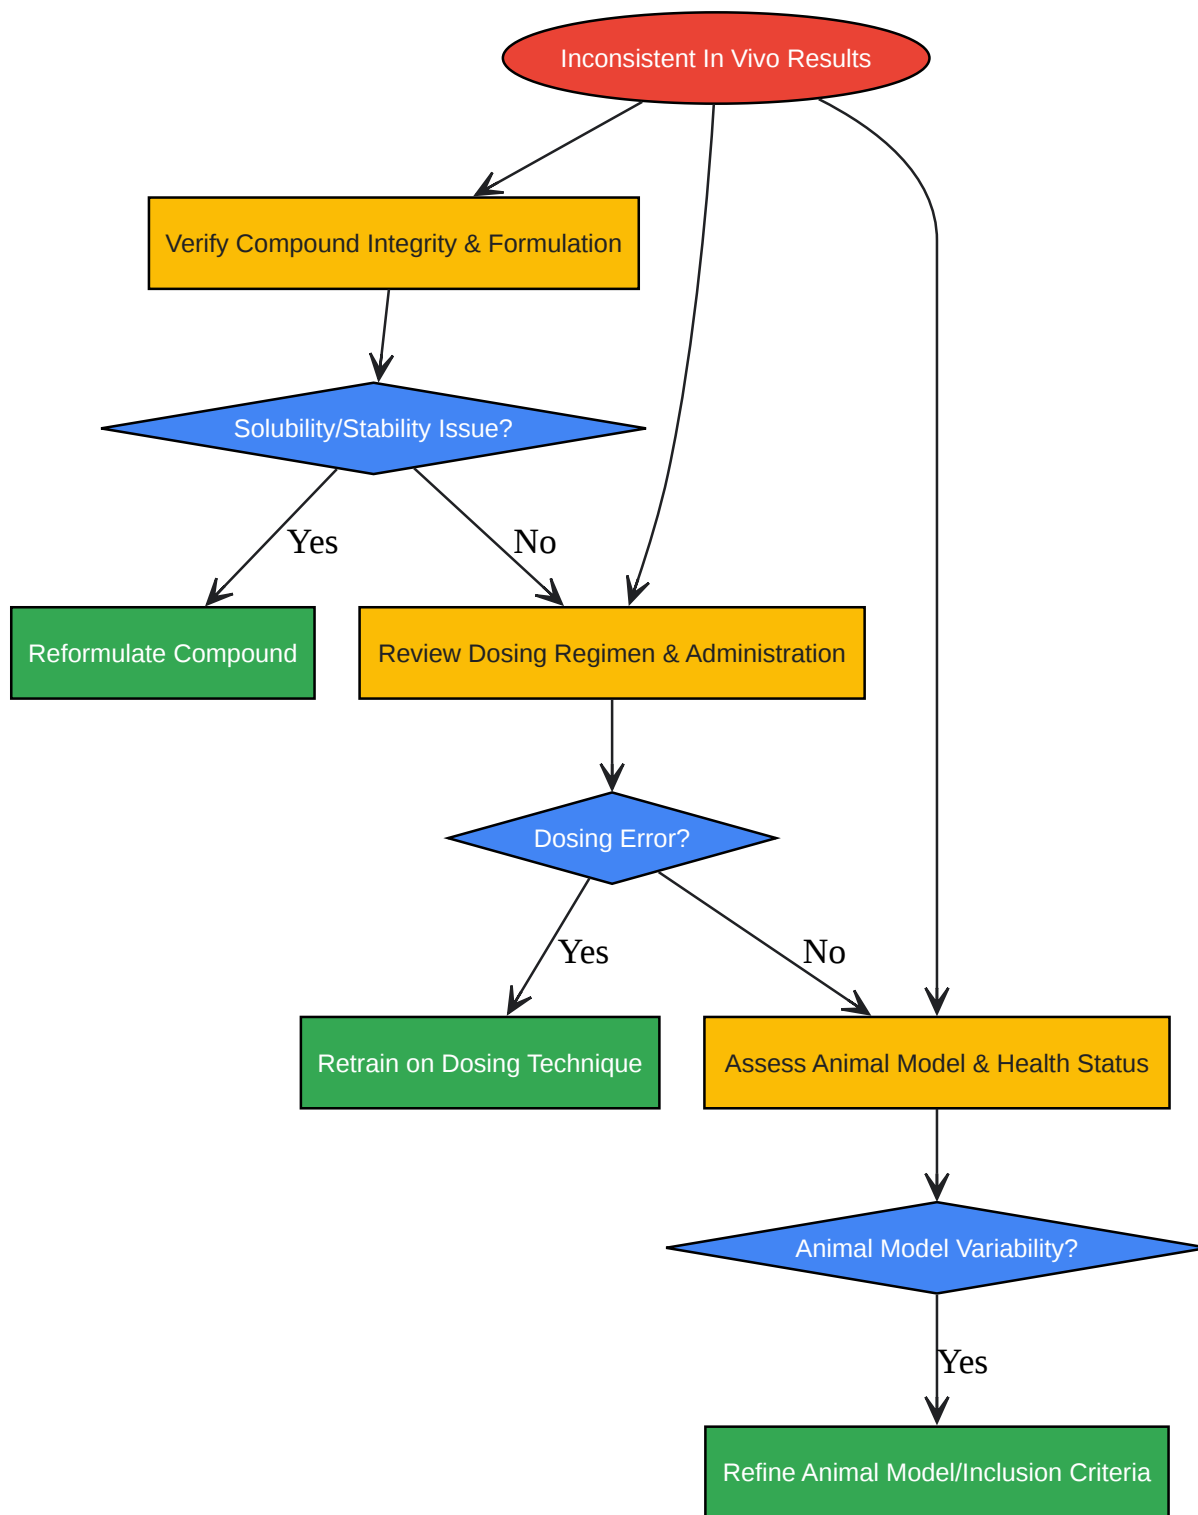 Inconsistent In Vivo Results
Verify Compound Integrity & Formulation
Solubility/Stability Issue?
Yes
No
Reformulate Compound
Review Dosing Regimen & Administration
Dosing Error?
Yes
No
Retrain on Dosing Technique
Assess Animal Model & Health Status
Animal Model Variability?
Yes
Refine Animal Model/Inclusion Criteria